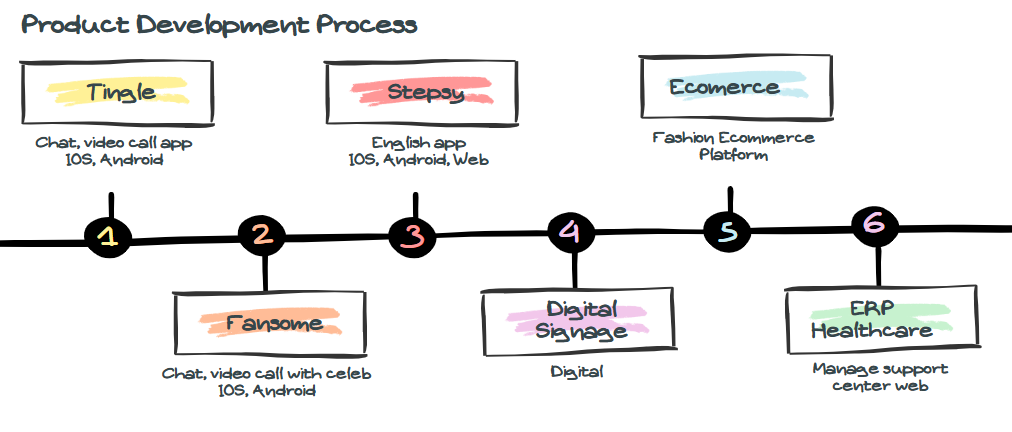 Product Development Process
Tingle
Chat, video call app
IOS, Android
Stepsy
English app
IOS, Android, Web
Ecomerce
Fashion Ecommerce
Platform
1
2
3
4
5
6
Fansome
Chat, video call with celeb
IOS, Android
Digital
Signage
Digital
ERP
Healthcare
Manage support
center web